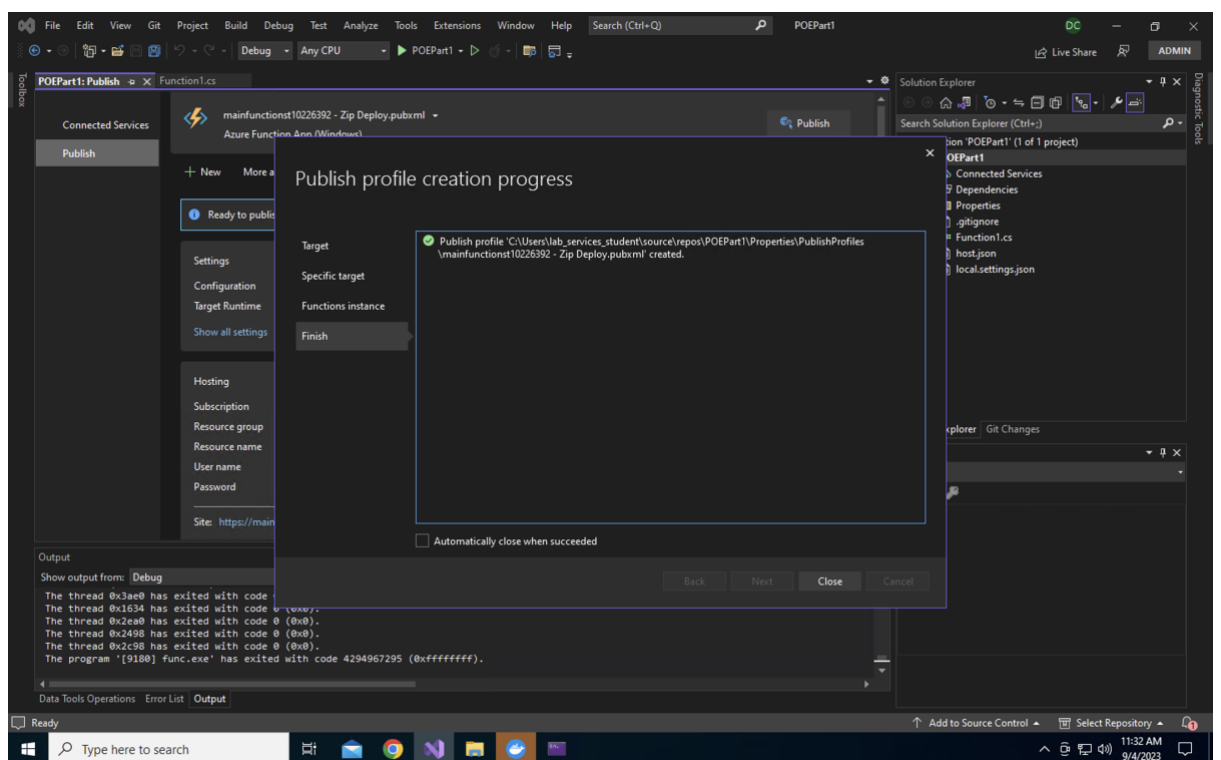 File Edit View Git Project Build Debug Test Analyze Tools Extensions Window Help Search (Ctrl+Q) POEPart1 DC
Debug Any CPU POEPart1 Live Share ADMIN
Toolbox
POEPart1: Publish Function1.cs
Connected Services
Publish
mainfunctionst10226392 - Zip Deploy.pubxml
Azure Function App (Windows)
Publish
New More a
Ready to publis
Settings
Configuration
Target Runtime
Show all settings
Hosting
Subscription
Resource group
Resource name
User name
Password
Site: https://main
Publish profile creation progress
Target
Specific target
Functions instance
Finish
Publish profile 'C:\Users\lab_services_student\source\repos\POEPart1\Properties\PublishProfiles
\mainfunctionst10226392 - Zip Deploy.pubxml' created.
Automatically close when succeeded
Back Next Close Cancel
Solution Explorer
Search Solution Explorer (Ctrl+;)
ion 'POEPart1' (1 of 1 project)
OEPart1
Connected Services
Dependencies
Properties
.gitignore
Function1.cs
host.json
local.settings.json
xplorer Git Changes
Diagnostic Tools
Output
Show output from: Debug
The thread 0x3ae0 has exited with code
The thread 0x1634 has exited with code 0 (0x0).
The thread 0x2ea0 has exited with code 0 (0x0).
The thread 0x2498 has exited with code 0 (0x0).
The thread 0x2c98 has exited with code 0 (0x0).
The program '[9180] func.exe' has exited with code 4294967295 (0xffffffff).
Data Tools Operations Error List Output
Ready Add to Source Control Select Repository 1
Type here to search
11:32 AM
9/4/2023